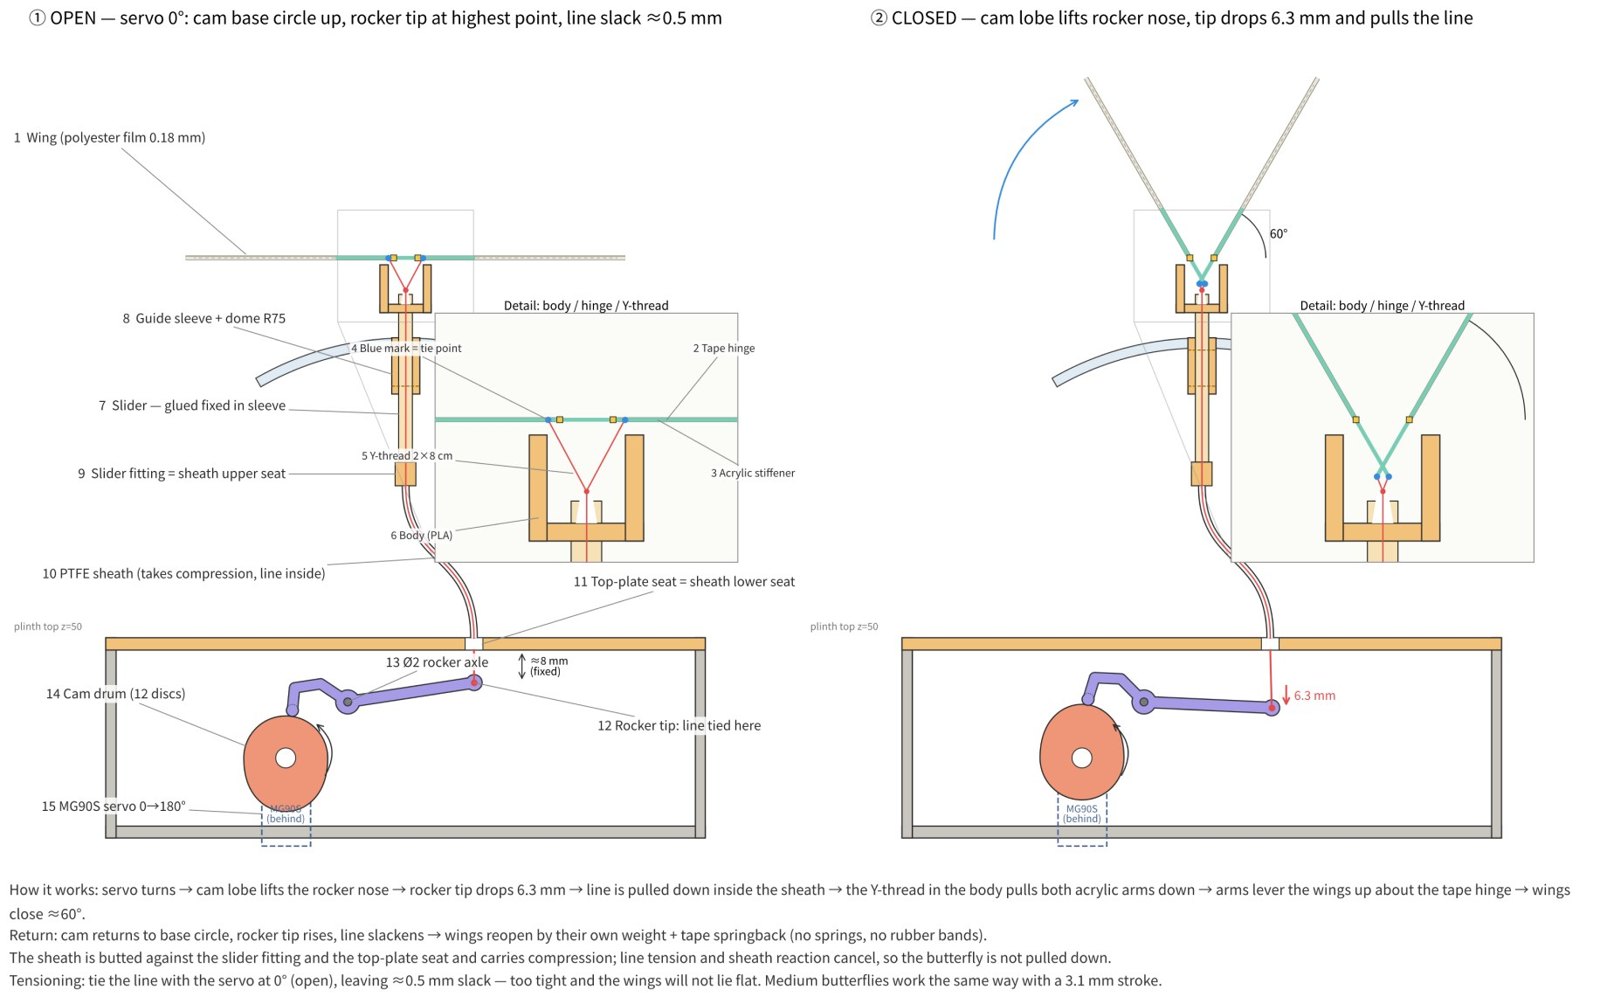 ① OPEN — servo 0°: cam base circle up, rocker tip at highest point, line slack ≈0.5 mm
1 Wing (polyester film 0.18 mm)
8 Guide sleeve + dome R75
Detail: body / hinge / Y-thread
4 Blue mark = tie point
2 Tape hinge
7 Slider — glued fixed in sleeve
5 Y-thread 2×8 cm
9 Slider fitting = sheath upper seat
3 Acrylic stiffener
6 Body (PLA)
10 PTFE sheath (takes compression, line inside)
11 Top-plate seat = sheath lower seat
plinth top z=50
13 Ø2 rocker axle
≈8 mm
(fixed)
14 Cam drum (12 discs)
12 Rocker tip: line tied here
15 MG90S servo 0→180°
MG90S
(behind)
② CLOSED — cam lobe lifts rocker nose, tip drops 6.3 mm and pulls the line
60°
Detail: body / hinge / Y-thread
plinth top z=50
6.3 mm
MG90S
(behind)
How it works: servo turns → cam lobe lifts the rocker nose → rocker tip drops 6.3 mm → line is pulled down inside the sheath → the Y-thread in the body pulls both acrylic arms down → arms lever the wings up about the tape hinge → wings
close ≈60°.
Return: cam returns to base circle, rocker tip rises, line slackens → wings reopen by their own weight + tape springback (no springs, no rubber bands).
The sheath is butted against the slider fitting and the top-plate seat and carries compression; line tension and sheath reaction cancel, so the butterfly is not pulled down.
Tensioning: tie the line with the servo at 0° (open), leaving ≈0.5 mm slack — too tight and the wings will not lie flat. Medium butterflies work the same way with a 3.1 mm stroke.